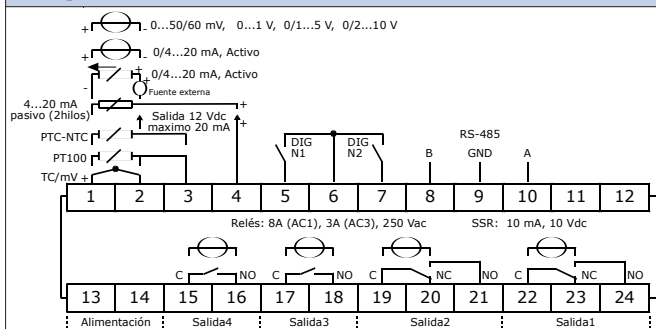 + - 0...50/60 mV, 0...1 V, 0/1...5 V, 0/2...10 V
+ - 0/4...20 mA, Activo
+ 0/4...20 mA, Activo
- +
Fuente externa
4...20 mA
pasivo (2hilos)
+
Salida 12 Vdc
maximo 20 mA
+
PTC-NTC
PT100
TC/mV +
DIG
N1
DIG
N2
RS-485
B GND A
1 2 3 4 5 6 7 8 9 10 11 12
Relés: 8A (AC1), 3A (AC3), 250 Vac SSR: 10 mA, 10 Vdc
C NO C NO C NC NO C NC NO
13 14 15 16 17 18 19 20 21 22 23 24
Alimentación Salida4 Salida3 Salida2 Salida1